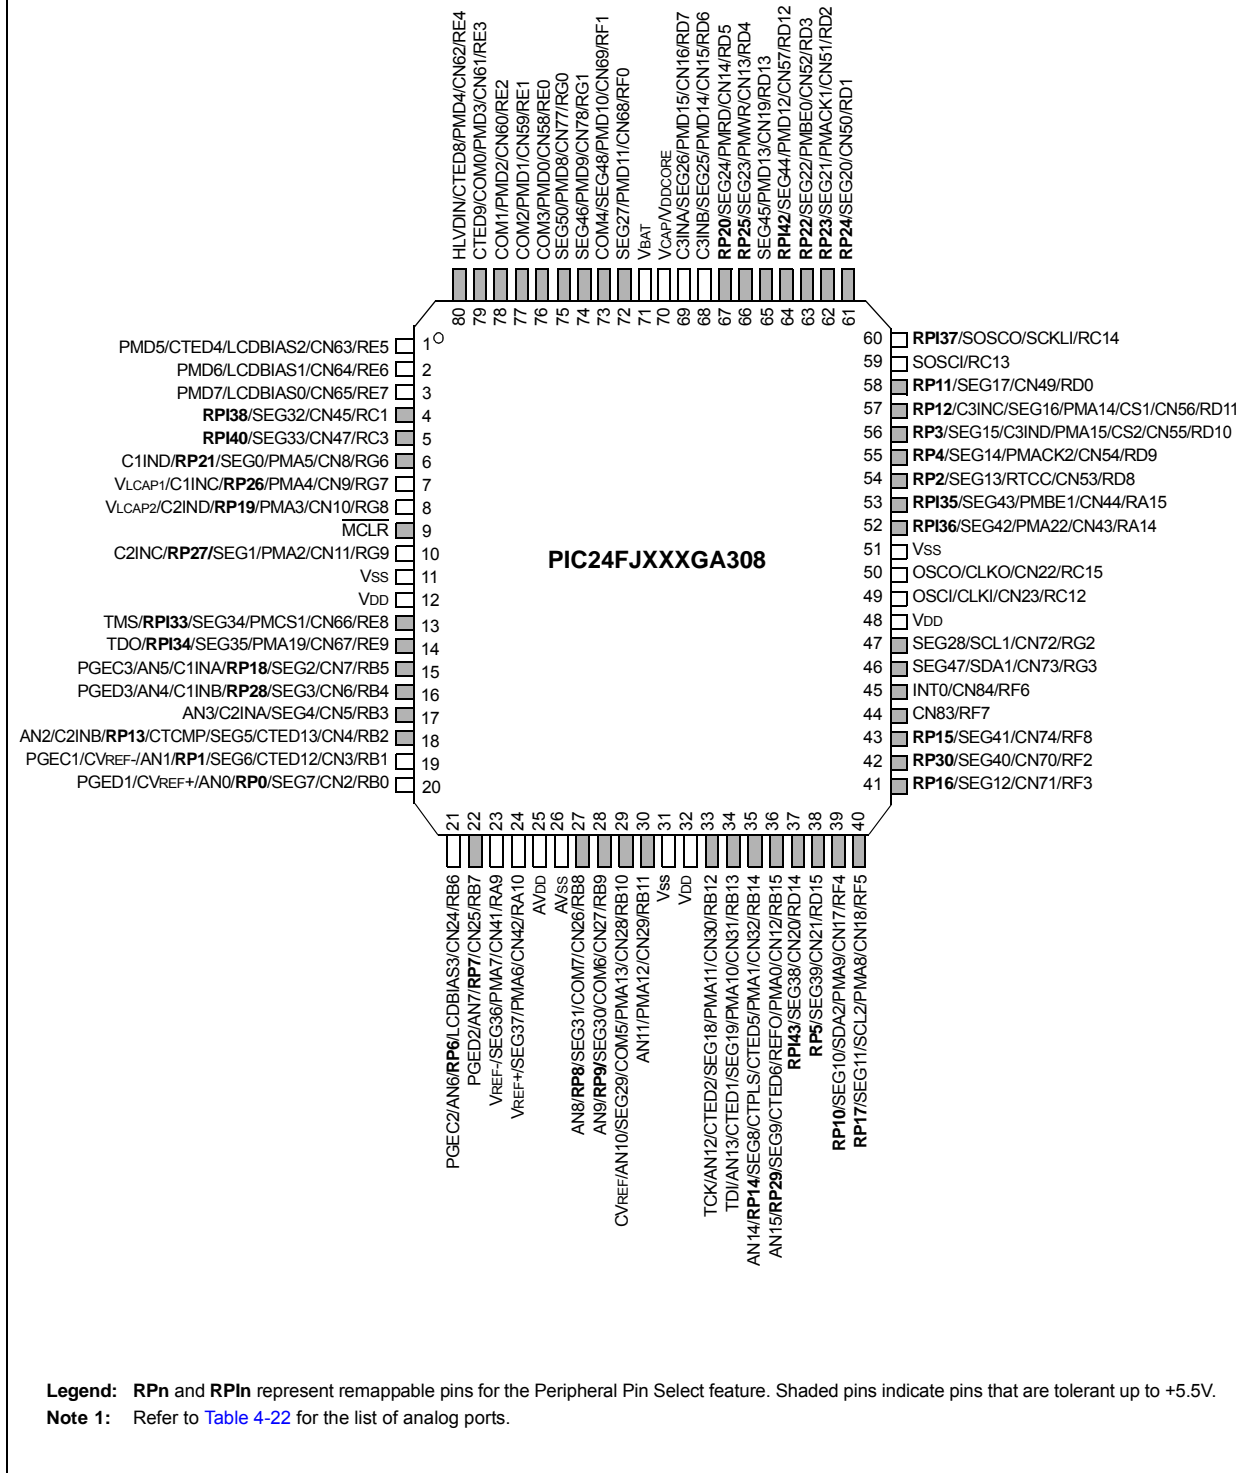 HLVDIN/CTED8/PMD4/CN62/RE4
CTED9/COM0/PMD3/CN61/RE3
COM1/PMD2/CN60/RE2
COM2/PMD1/CN59/RE1
COM3/PMD0/CN58/RE0
SEG50/PMD8/CN77/RG0
SEG46/PMD9/CN78/RG1
COM4/SEG48/PMD10/CN69/RF1
SEG27/PMD11/CN68/RF0
VBAT
VCAP/VDDCORE
C3INA/SEG26/PMD15/CN16/RD7
C3INB/SEG25/PMD14/CN15/RD6
RP20/SEG24/PMRD/CN14/RD5
RP25/SEG23/PMWR/CN13/RD4
SEG45/PMD13/CN19/RD13
RPI42/SEG44/PMD12/CN57/RD12
RP22/SEG22/PMBE0/CN52/RD3
RP23/SEG21/PMACK1/CN51/RD2
RP24/SEG20/CN50/RD1
80 79 78 77 76 75 74 73 72 71 70 69 68 67 66 65 64 63 62 61
PMD5/CTED4/LCDBIAS2/CN63/RE5 1
PMD6/LCDBIAS1/CN64/RE6 2
PMD7/LCDBIAS0/CN65/RE7 3
RPI38/SEG32/CN45/RC1 4
RPI40/SEG33/CN47/RC3 5
C1IND/RP21/SEG0/PMA5/CN8/RG6 6
VLCAP1/C1INC/RP26/PMA4/CN9/RG7 7
VLCAP2/C2IND/RP19/PMA3/CN10/RG8 8
MCLR 9
C2INC/RP27/SEG1/PMA2/CN11/RG9 10
VSS 11
VDD 12
TMS/RPI33/SEG34/PMCS1/CN66/RE8 13
TDO/RPI34/SEG35/PMA19/CN67/RE9 14
PGEC3/AN5/C1INA/RP18/SEG2/CN7/RB5 15
PGED3/AN4/C1INB/RP28/SEG3/CN6/RB4 16
AN3/C2INA/SEG4/CN5/RB3 17
AN2/C2INB/RP13/CTCMP/SEG5/CTED13/CN4/RB2 18
PGEC1/CVREF-/AN1/RP1/SEG6/CTED12/CN3/RB1 19
PGED1/CVREF+/AN0/RP0/SEG7/CN2/RB0 20
PIC24FJXXXGA308
60 RPI37/SOSCO/SCKLI/RC14
59 SOSCI/RC13
58 RP11/SEG17/CN49/RD0
57 RP12/C3INC/SEG16/PMA14/CS1/CN56/RD11
56 RP3/SEG15/C3IND/PMA15/CS2/CN55/RD10
55 RP4/SEG14/PMACK2/CN54/RD9
54 RP2/SEG13/RTCC/CN53/RD8
53 RPI35/SEG43/PMBE1/CN44/RA15
52 RPI36/SEG42/PMA22/CN43/RA14
51 VSS
50 OSCO/CLKO/CN22/RC15
49 OSCI/CLKI/CN23/RC12
48 VDD
47 SEG28/SCL1/CN72/RG2
46 SEG47/SDA1/CN73/RG3
45 INT0/CN84/RF6
44 CN83/RF7
43 RP15/SEG41/CN74/RF8
42 RP30/SEG40/CN70/RF2
41 RP16/SEG12/CN71/RF3
21 22 23 24 25 26 27 28 29 30 31 32 33 34 35 36 37 38 39 40
PGEC2/AN6/RP6/LCDBIAS3/CN24/RB6
PGED2/AN7/RP7/CN25/RB7
VREF-/SEG36/PMA7/CN41/RA9
VREF+/SEG37/PMA6/CN42/RA10
AVDD
AVSS
AN8/RP8/SEG31/COM7/CN26/RB8
AN9/RP9/SEG30/COM6/CN27/RB9
CVREF/AN10/SEG29/COM5/PMA13/CN28/RB10
AN11/PMA12/CN29/RB11
Vss
VDD
TCK/AN12/CTED2/SEG18/PMA11/CN30/RB12
TDI/AN13/CTED1/SEG19/PMA10/CN31/RB13
AN14/RP14/SEG8/CTPLS/CTED5/PMA1/CN32/RB14
AN15/RP29/SEG9/CTED6/REFO/PMA0/CN12/RB15
RPI43/SEG38/CN20/RD14
RP5/SEG39/CN21/RD15
RP10/SEG10/SDA2/PMA9/CN17/RF4
RP17/SEG11/SCL2/PMA8/CN18/RF5
Legend: RPn and RPIn represent remappable pins for the Peripheral Pin Select feature. Shaded pins indicate pins that are tolerant up to +5.5V.
Note 1: Refer to Table 4-22 for the list of analog ports.